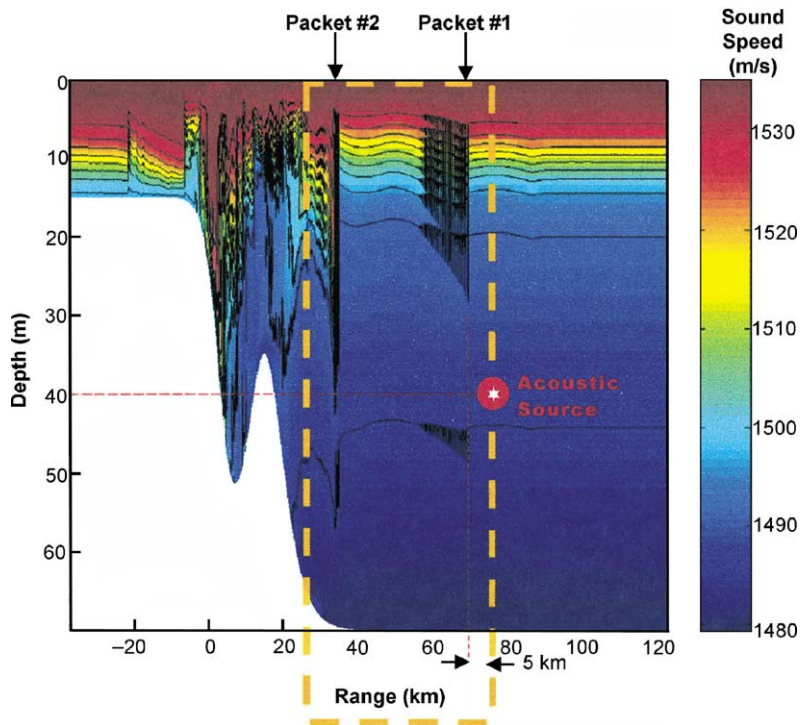 Packet #2
Packet #1
Sound
Speed
(m/s)
0
10
20
30
40
50
60
Depth (m)
Acoustic
Source
1530
1520
1510
1500
1490
1480
–20
0
20
40
60
80
100
120
5 km
Range (km)